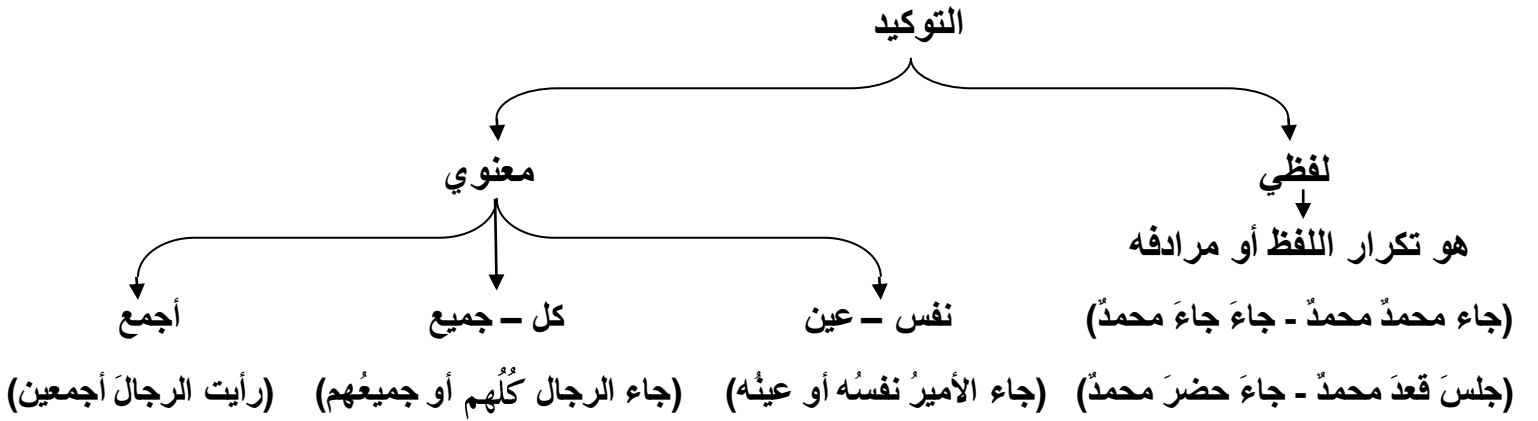 التوكيد
لفظي معنوي
هو تكرار اللفظ أو مرادفه
(جاء محمدٌ محمدٌ - جاءَ جاءَ محمدٌ) نفس – عين كل – جميع أجمع
(جلسَ قعدَ محمدٌ - جاءَ حضرَ محمدٌ) (جاء الأميرُ نفسُه أو عينُه) (جاء الرجال كُلُهم أو جميعُهم) (رأيت الرجالَ أجمعين)